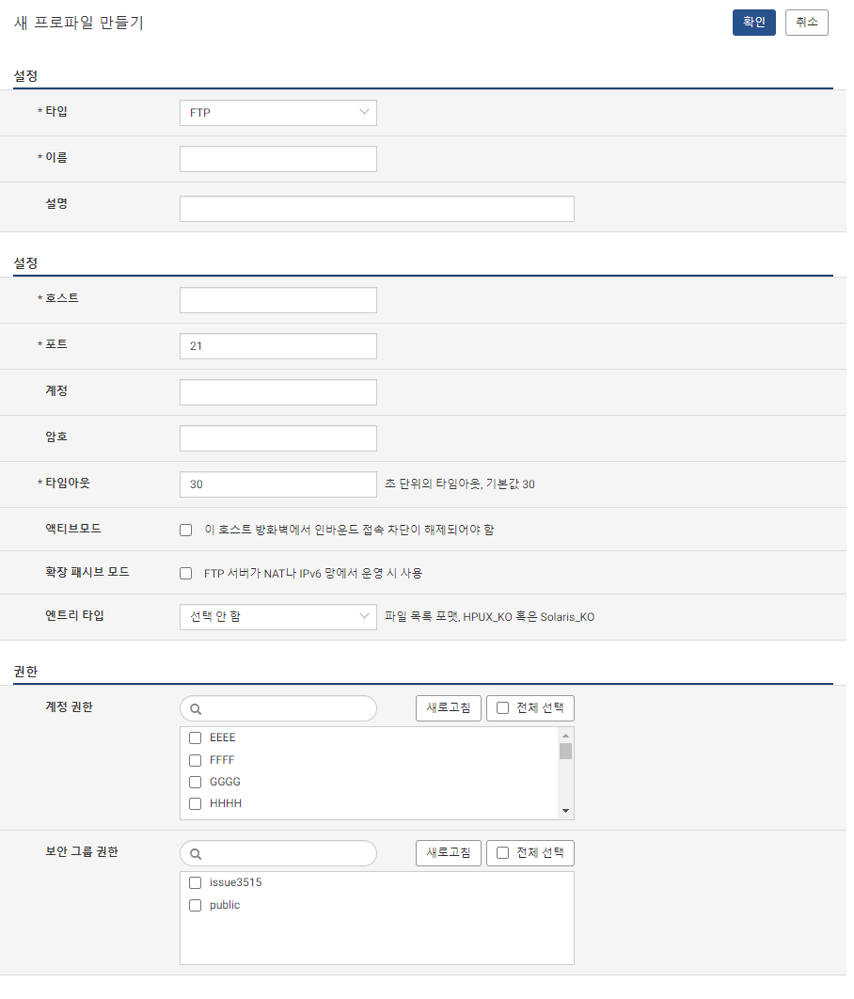 새 프로파일 만들기
확인
취소
설정
* 타입
FTP
* 이름
설명
설정
* 호스트
* 포트
21
계정
암호
* 타임아웃
30
초 단위의 타임아웃, 기본값 30
액티브모드
이 호스트 방화벽에서 인바운드 접속 차단이 해제되어야 함
확장 패시브 모드
FTP 서버가 NAT나 IPv6 망에서 운영 시 사용
엔트리 타입
선택 안 함
파일 목록 포맷, HPUX_KO 혹은 Solaris_KO
권한
계정 권한
새로고침
전체 선택
EEEE
FFFF
GGGG
HHHH
보안 그룹 권한
새로고침
전체 선택
issue3515
public